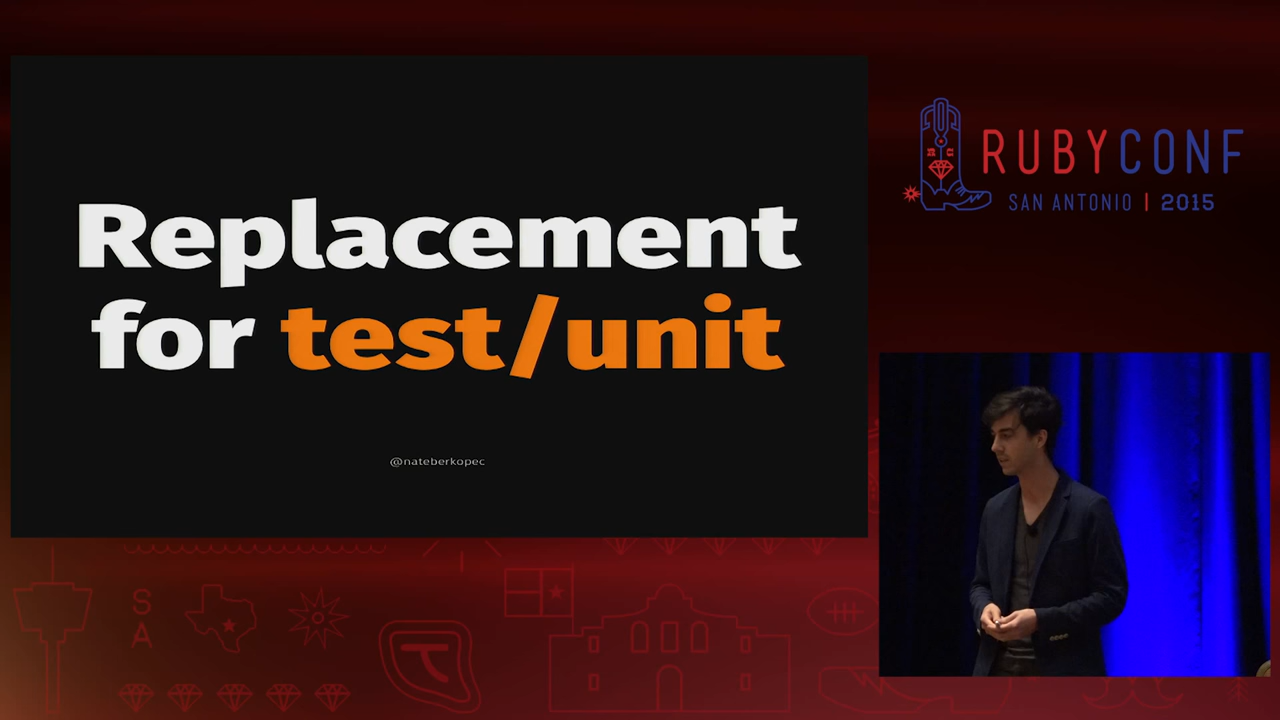 Replacement
for test/unit
@nateberkopec
RUBYCONF
SAN ANTONIO | 2015
S
A